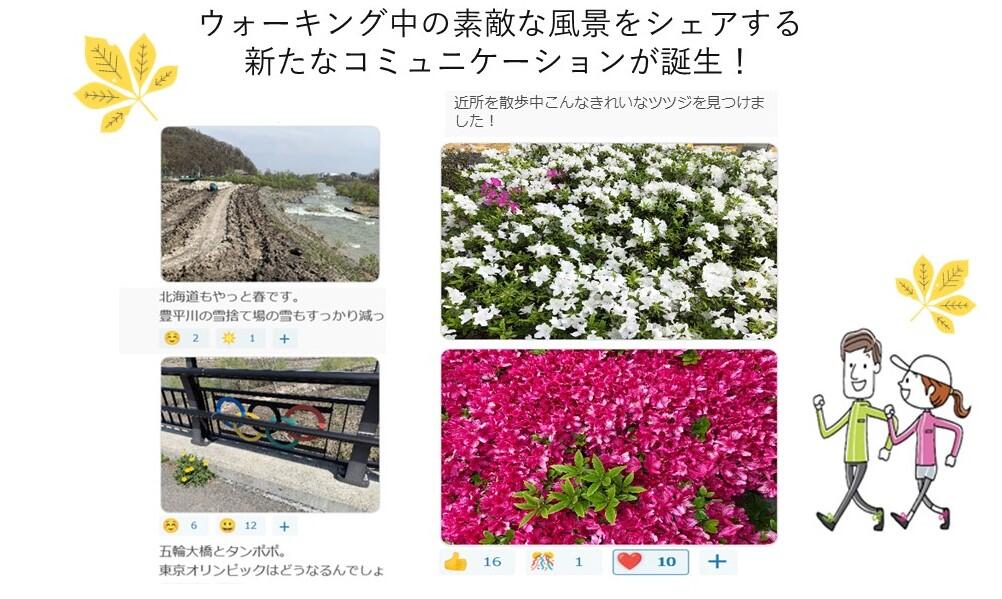 ウォーキング中の素敵な風景をシェアする
新たなコミュニケーションが誕生！
北海道もやっと春です。
豊平川の雪捨て場の雪もすっかり減っ
2 1 +
6 12 +
五輪大橋とタンポポ。
東京オリンピックはどうなるんでしょ
近所を散歩中こんなきれいなツツジを見つけま
した！
16 1 10 +